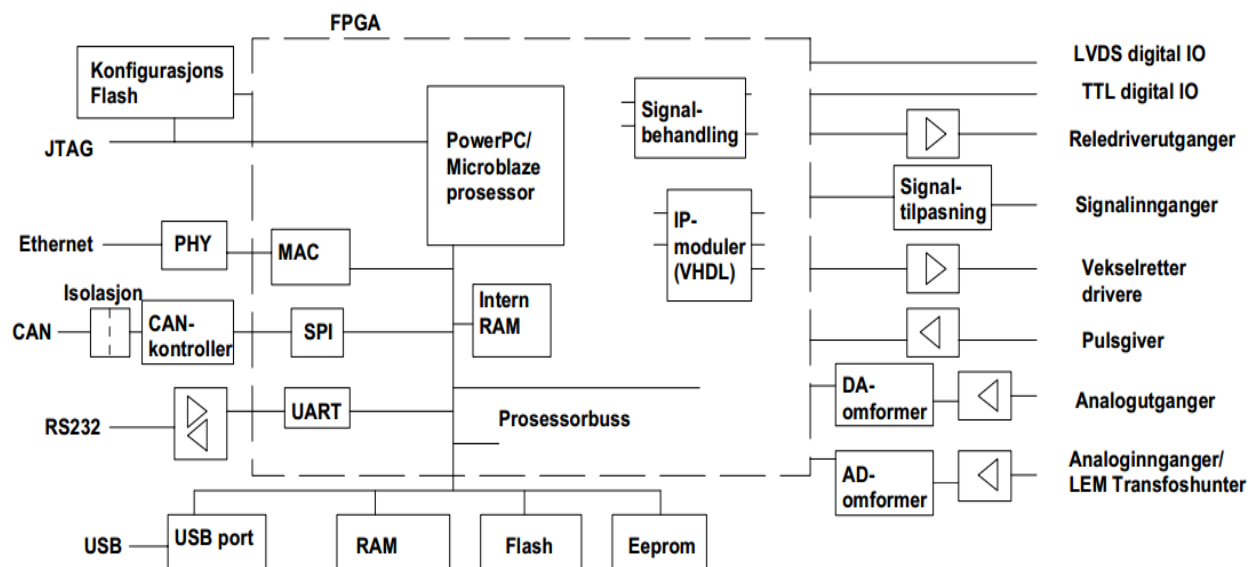 FPGA
Konfigurasjons
Flash
JTAG
PowerPC/
Microblaze
prosessor
Signal-
behandling
LVDS digital IO
TTL digital IO
Reledriverutganger
Signal-
tilpasning
Signalinnganger
Ethernet
PHY
MAC
IP-
moduler
(VHDL)
Vekselretter
drivere
Isolasjon
CAN
CAN-
kontroller
SPI
Intern
RAM
Pulsgiver
RS232
UART
Prosessorbuss
DA-
omformer
Analogutganger
AD-
omformer
Analoginnganger/
LEM Transfoshunter
USB
USB port
RAM
Flash
Eeprom